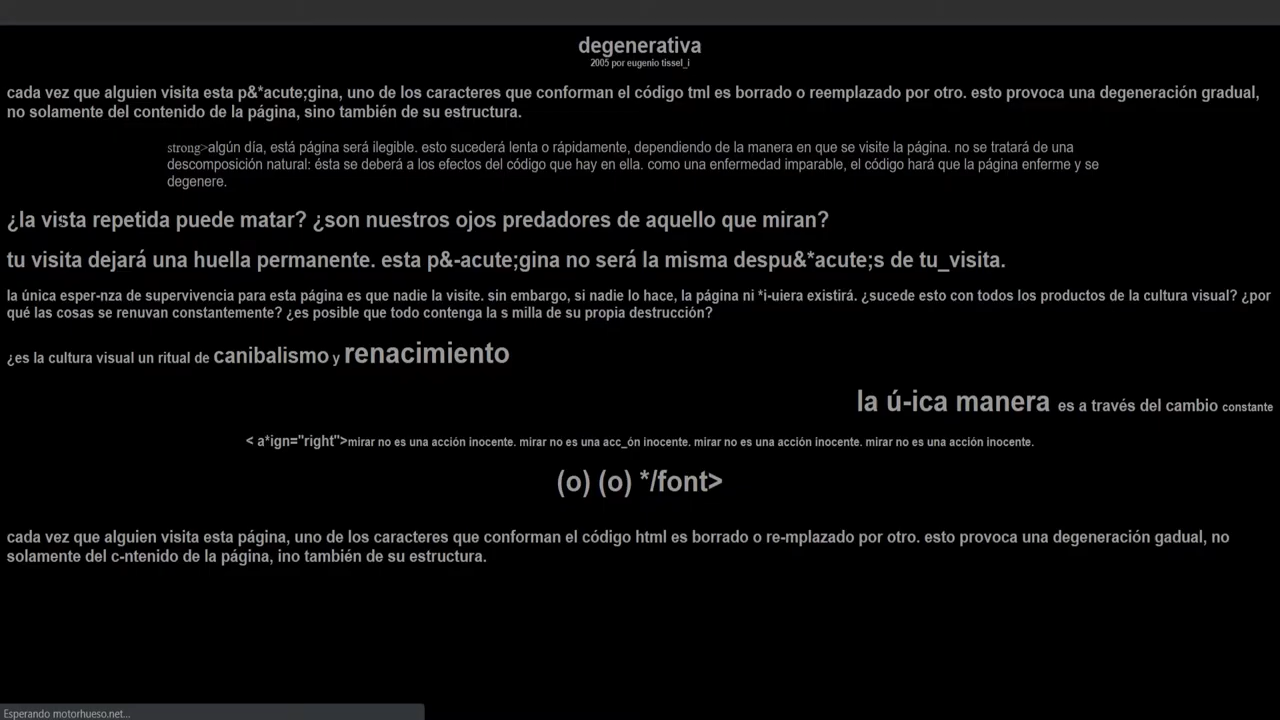 degenerativa
2005 por eugenio tissel_i
cada vez que alguien visita esta p&*acute;gina, uno de los caracteres que conforman el código tml es borrado o reemplazado por otro. esto provoca una degeneración gradual,
no solamente del contenido de la página, sino también de su estructura.
strong>algún día, está página será ilegible. esto sucederá lenta o rápidamente, dependiendo de la manera en que se visite la página. no se tratará de una
descomposición natural: ésta se deberá a los efectos del código que hay en ella. como una enfermedad imparable, el código hará que la página enferme y se
degenere.
¿la vista repetida puede matar? ¿son nuestros ojos predadores de aquello que miran?
tu visita dejará una huella permanente. esta p&-acute;gina no será la misma despu&*acute;s de tu_visita.
la única esper-nza de supervivencia para esta página es que nadie la visite. sin embargo, si nadie lo hace, la página ni *i-uiera existirá. ¿sucede esto con todos los productos de la cultura visual? ¿por
qué las cosas se renuvan constantemente? ¿es posible que todo contenga la s milla de su propia destrucción?
¿es la cultura visual un ritual de canibalismo y renacimiento
la ú-ica manera es a través del cambio constante
< a*ign="right">mirar no es una acción inocente. mirar no es una acc_ón inocente. mirar no es una acción inocente. mirar no es una acción inocente.
(o) (o) */font>
cada vez que alguien visita esta página, uno de los caracteres que conforman el código html es borrado o re-mplazado por otro. esto provoca una degeneración gadual, no
solamente del c-ntenido de la página, ino también de su estructura.
Esperando motorhueso.net...